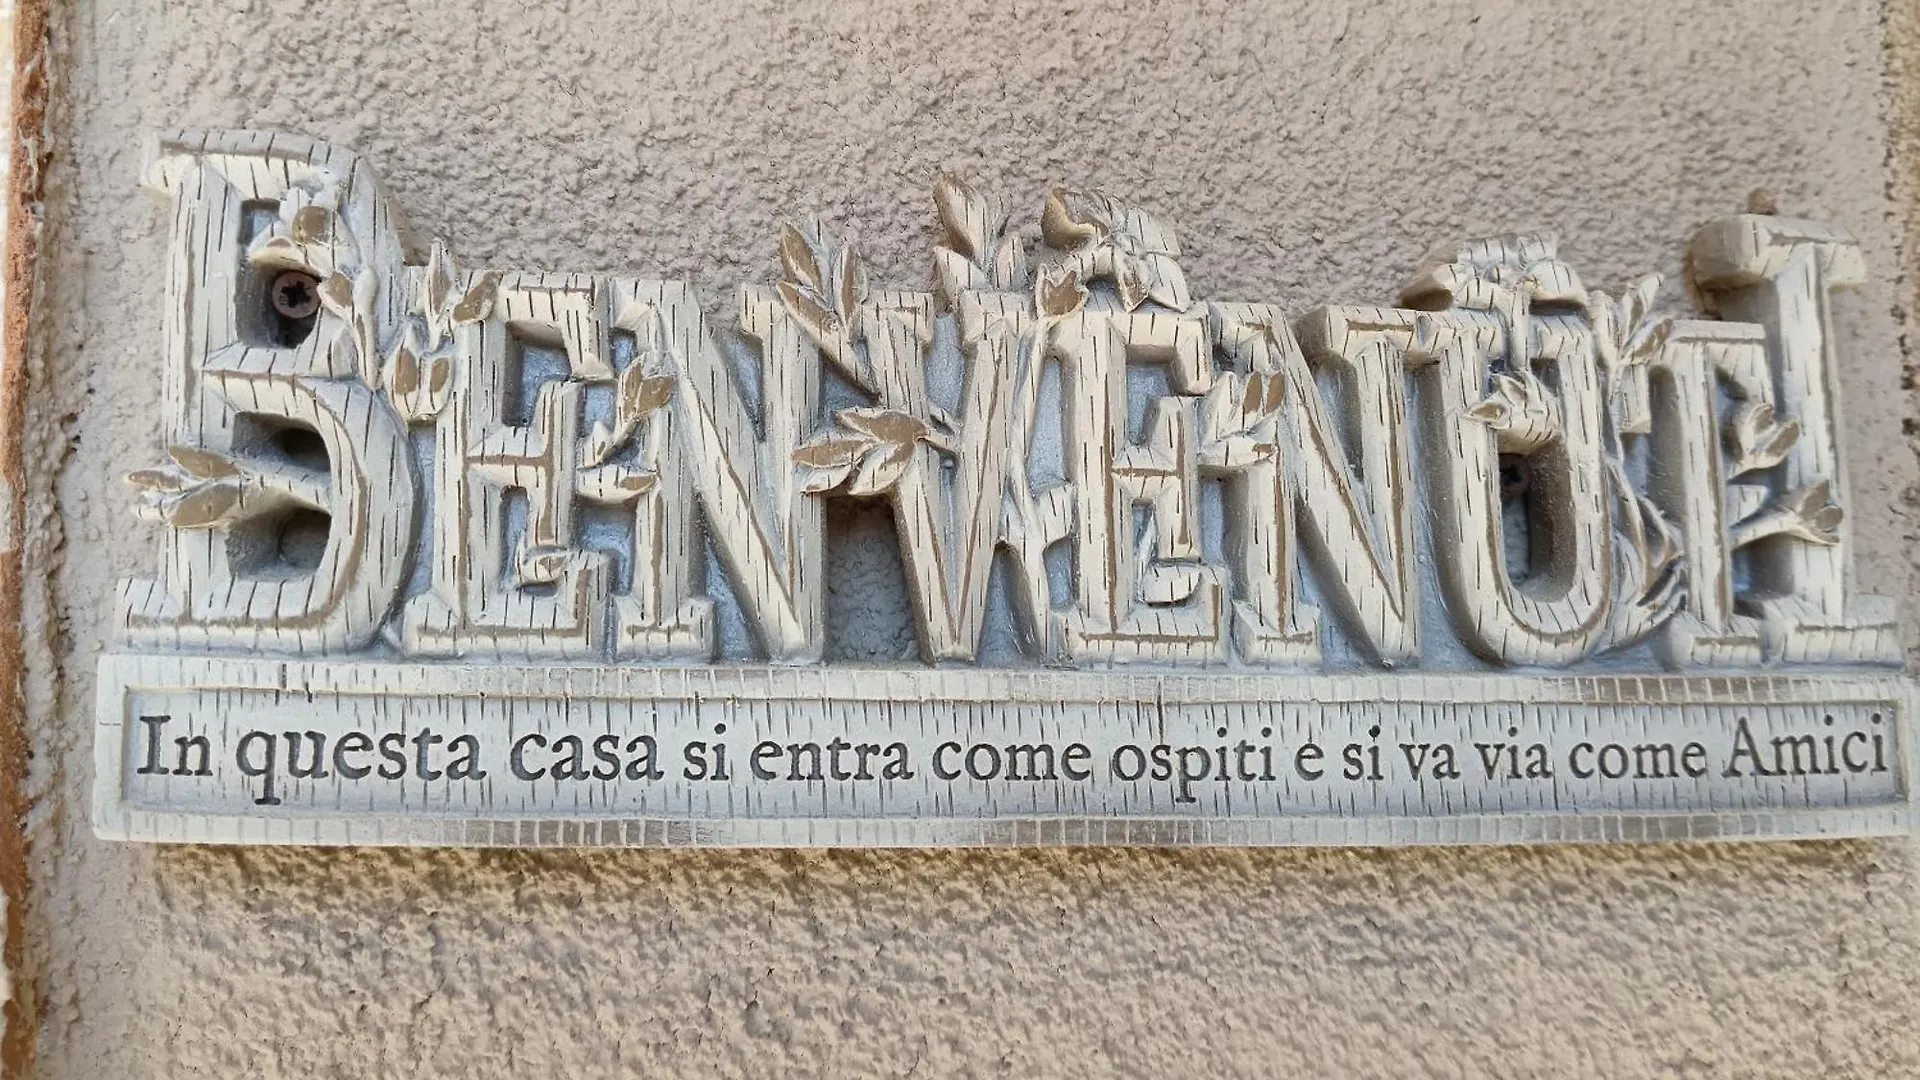 BENVENUTI
In questa casa si entra come ospiti e si va via come Amici